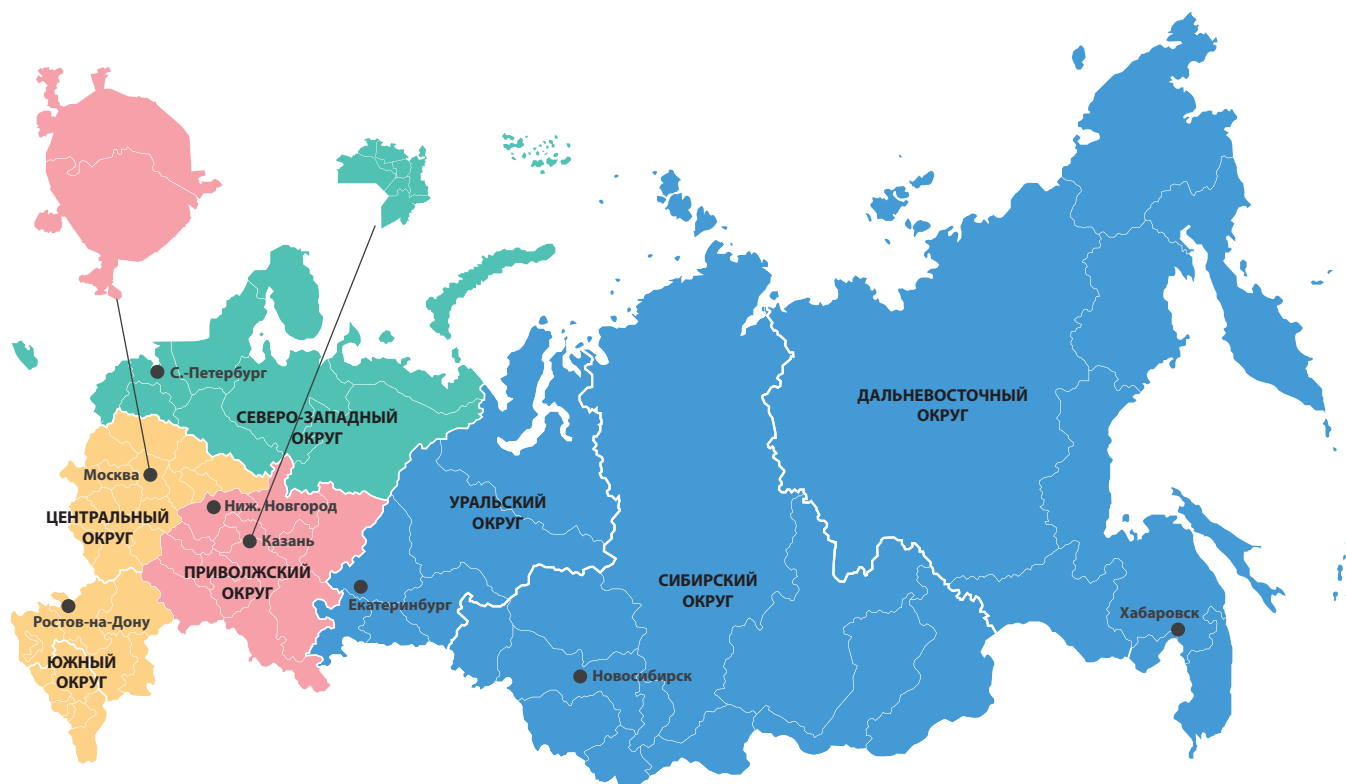 С.-Петербург
СЕВЕРО-ЗАПАДНЫЙ
ОКРУГ
ДАЛЬНЕВОСТОЧНЫЙ
ОКРУГ
Москва
ЦЕНТРАЛЬНЫЙ
ОКРУГ
Ниж. Новгород
Казань
УРАЛЬСКИЙ
ОКРУГ
ПРИВОЛЖСКИЙ
ОКРУГ
Екатеринбург
СИБИРСКИЙ
ОКРУГ
Ростов-на-Дону
Хабаровск
ЮЖНЫЙ
ОКРУГ
Новосибирск